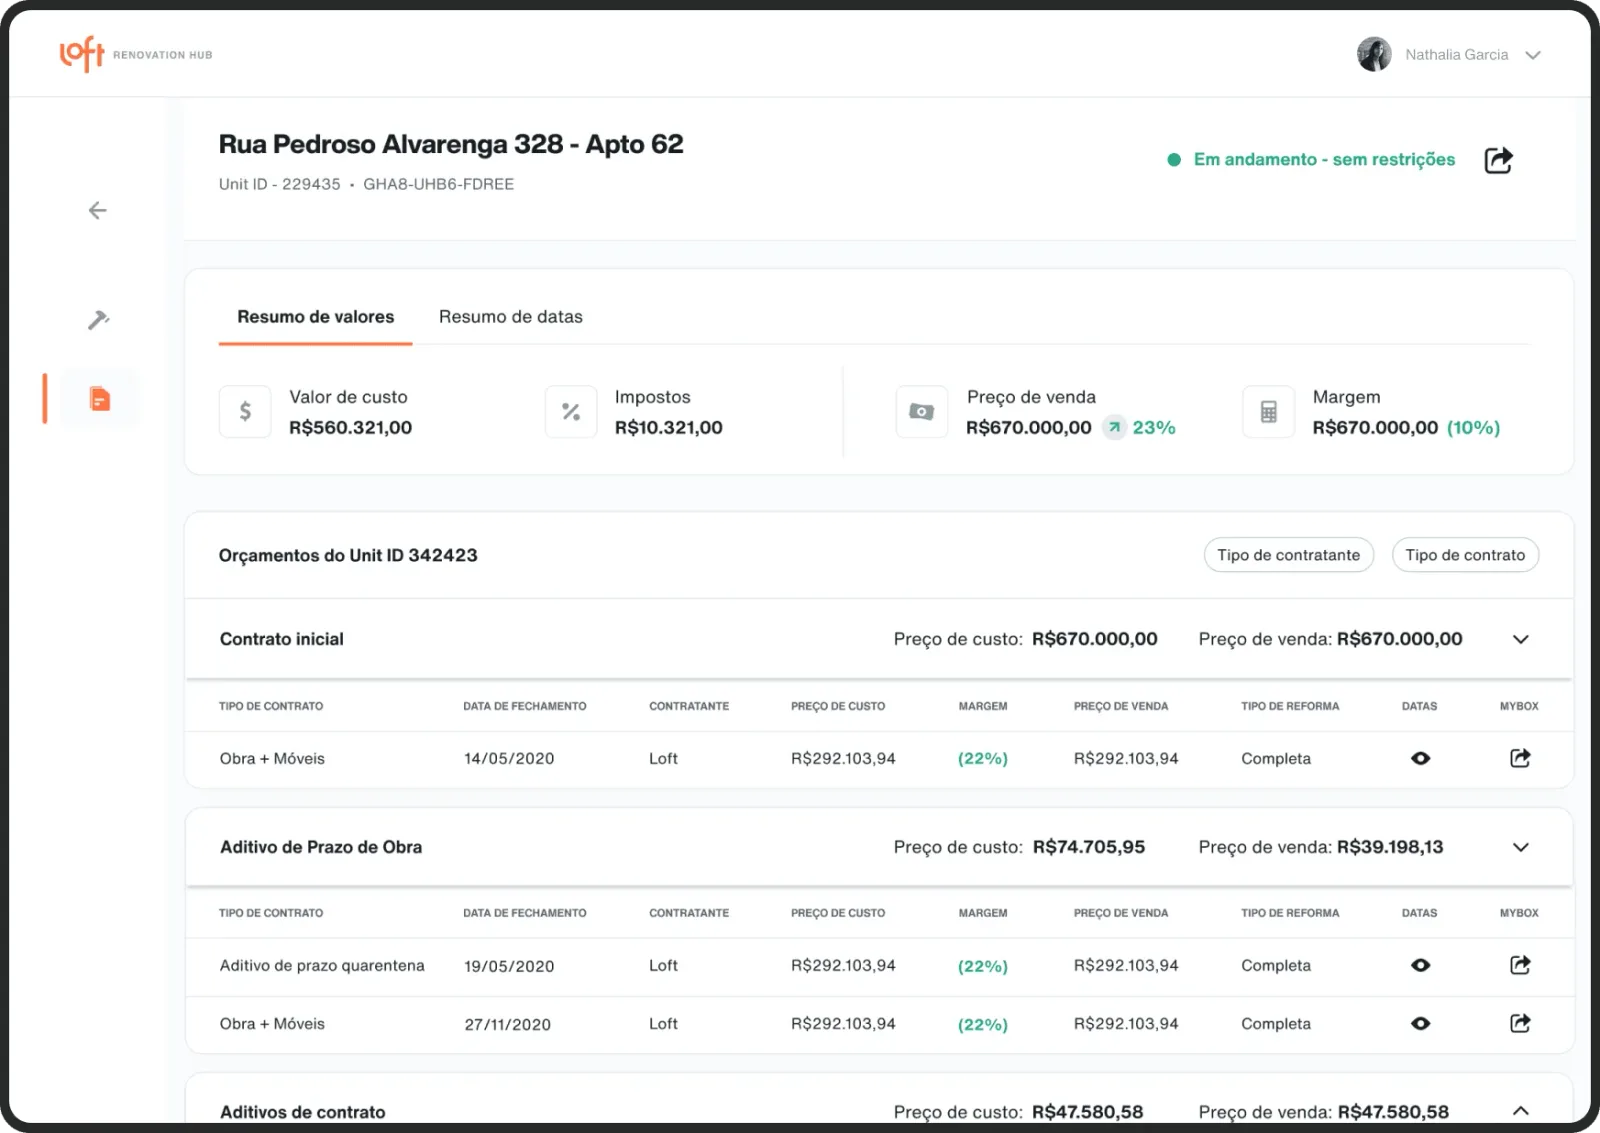 Loft RENOVATION HUB
Nathalia Garcia
Rua Pedroso Alvarenga 328 - Apto 62
Unit ID - 229435 • GHA8-UHB6-FDREE
Em andamento - sem restrições
Resumo de valores Resumo de datas
$ Valor de custo
R$560.321,00
% Impostos
R$10.321,00
Preço de venda
R$670.000,00 23%
Margem
R$670.000,00 (10%)
Orçamentos do Unit ID 342423 Tipo de contratante Tipo de contrato
Contrato inicial Preço de custo: R$670.000,00 Preço de venda: R$670.000,00
TIPO DE CONTRATO DATA DE FECHAMENTO CONTRATANTE PREÇO DE CUSTO MARGEM PREÇO DE VENDA TIPO DE REFORMA DATAS MYBOX
Obra + Móveis 14/05/2020 Loft R$292.103,94 (22%) R$292.103,94 Completa
Aditivo de Prazo de Obra Preço de custo: R$74.705,95 Preço de venda: R$39.198,13
TIPO DE CONTRATO DATA DE FECHAMENTO CONTRATANTE PREÇO DE CUSTO MARGEM PREÇO DE VENDA TIPO DE REFORMA DATAS MYBOX
Aditivo de prazo quarentena 19/05/2020 Loft R$292.103,94 (22%) R$292.103,94 Completa
Obra + Móveis 27/11/2020 Loft R$292.103,94 (22%) R$292.103,94 Completa
Aditivos de contrato Preço de custo: R$47.580,58 Preço de venda: R$47.580,58